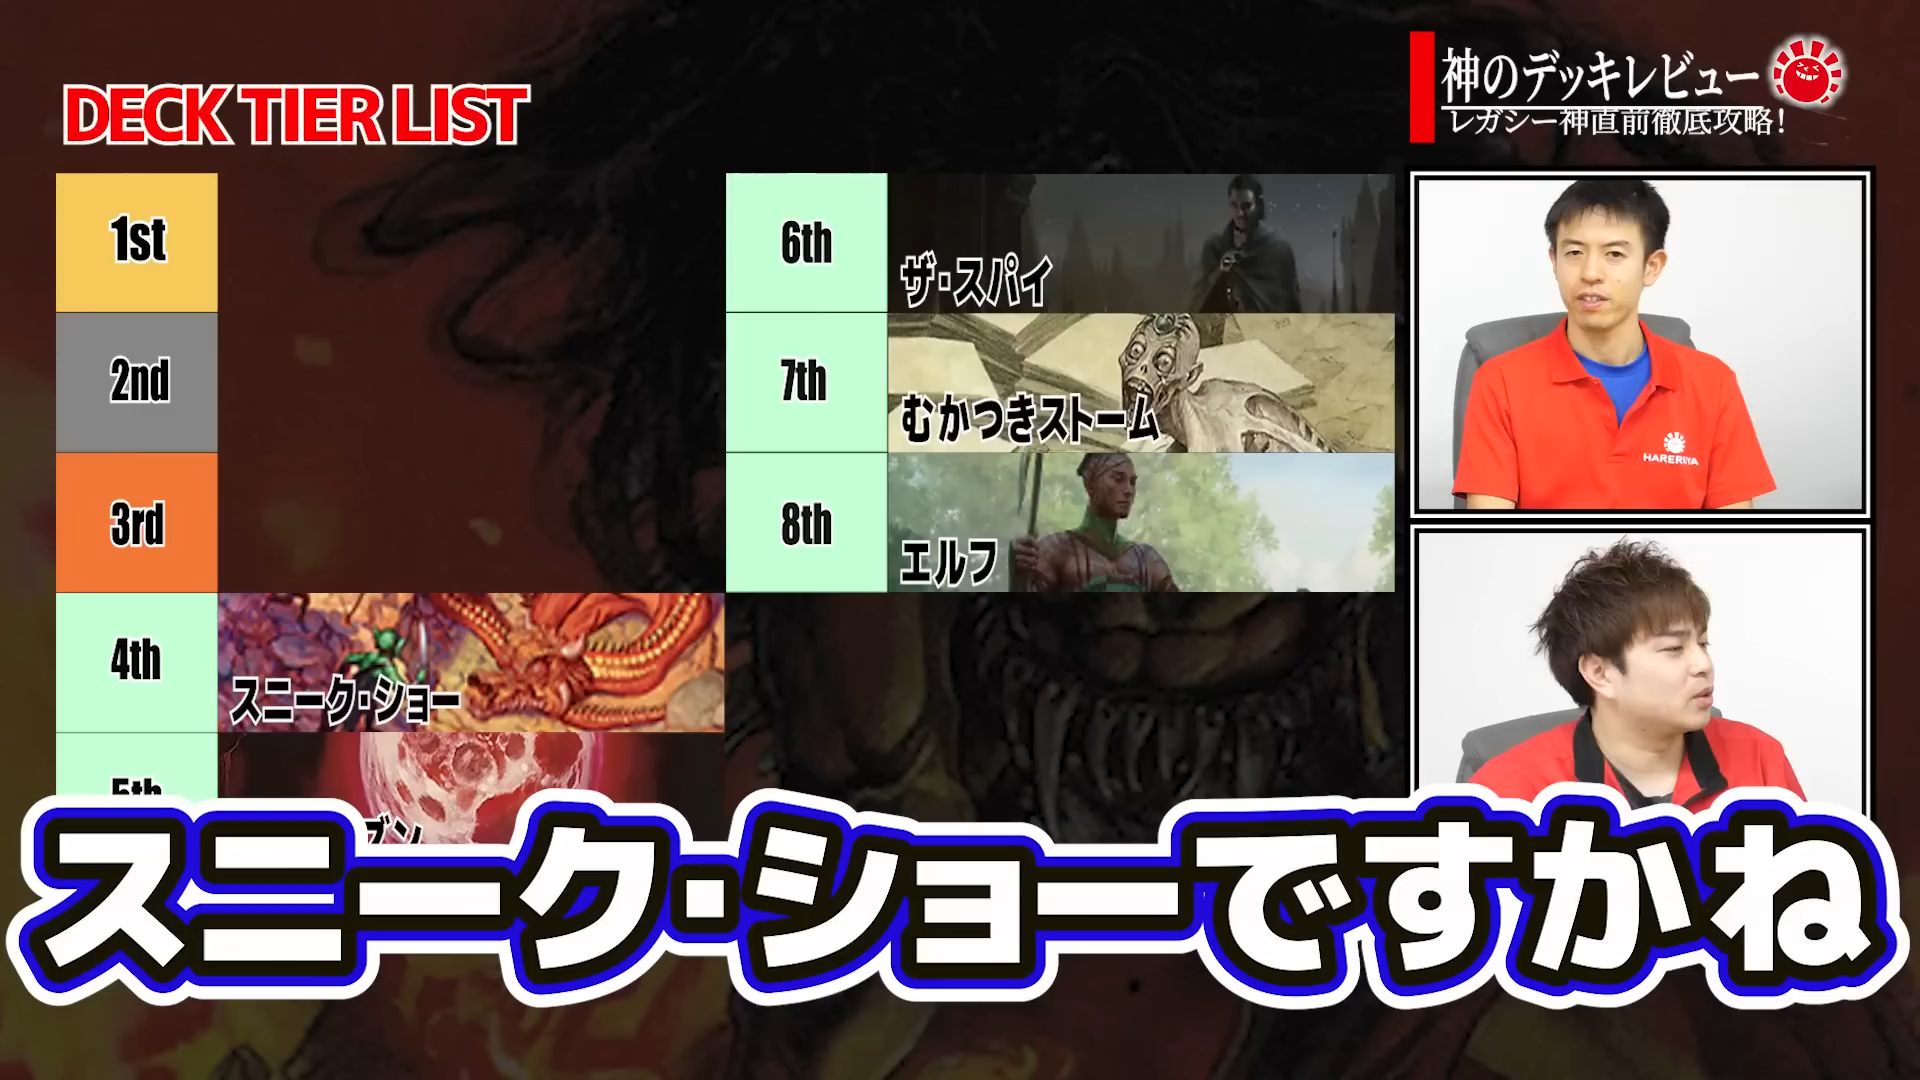 DECK TIER LIST
神のデッキレビュー
レガシー神直前徹底攻略!
1st
2nd
3rd
4th
スニーク・ショー
5th
ブン
6th
ザ・スパイ
7th
むかつきストーム
8th
エルフ
HARERUYA
スニーク・ショーですかね